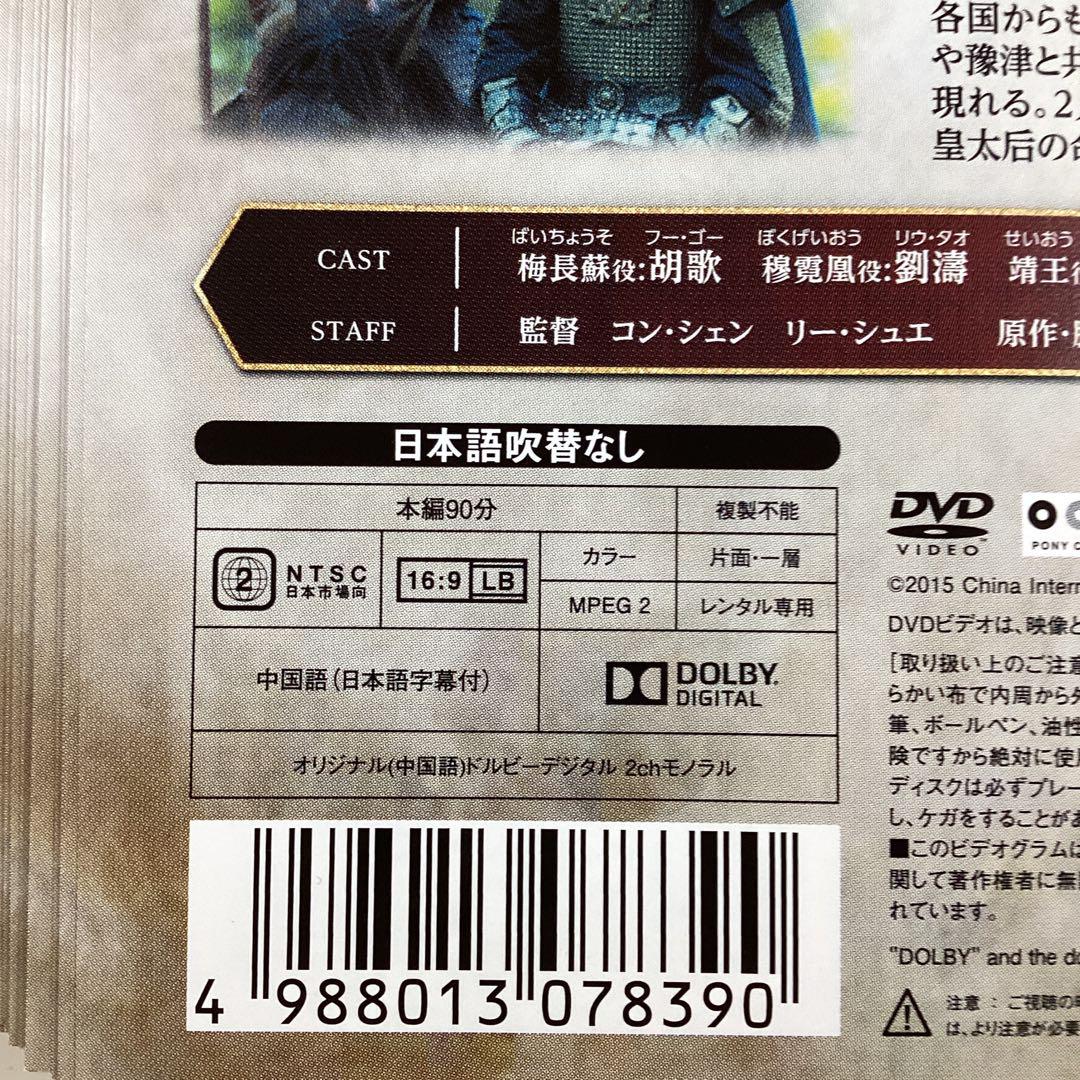 各国からも
や豫津と共
現れる。2人
皇太后の命
CAST
ばいちょうそ フー・ゴー ぼくげいおう リウ・タオ せいおう
梅長蘇役:胡歌 穆霓凰役:劉濤 靖王役
STAFF
監督 コン・シェン リー・シュエ 原作・
日本語吹替なし
本編90分 複製不能
2 NTSC
日本市場向
16:9 LB
カラー 片面・一層
MPEG 2 レンタル専用
中国語(日本語字幕付)
DOLBY
DIGITAL
オリジナル(中国語)ドルビーデジタル 2chモノラル
4 988013 078390
DVD
VIDEO
PONY
©2015 China Intern
DVDビデオは、映像と
[取り扱い上のご注意
らかい布で内周から外
筆、ボールペン、油性
険ですから絶対に使用
ディスクは必ずプレー
し、ケガをすることがあ
■このビデオグラムは
関して著作権者に無断
れています。
"DOLBY" and the do
注意 : ご視聴の
は、より注意が必要